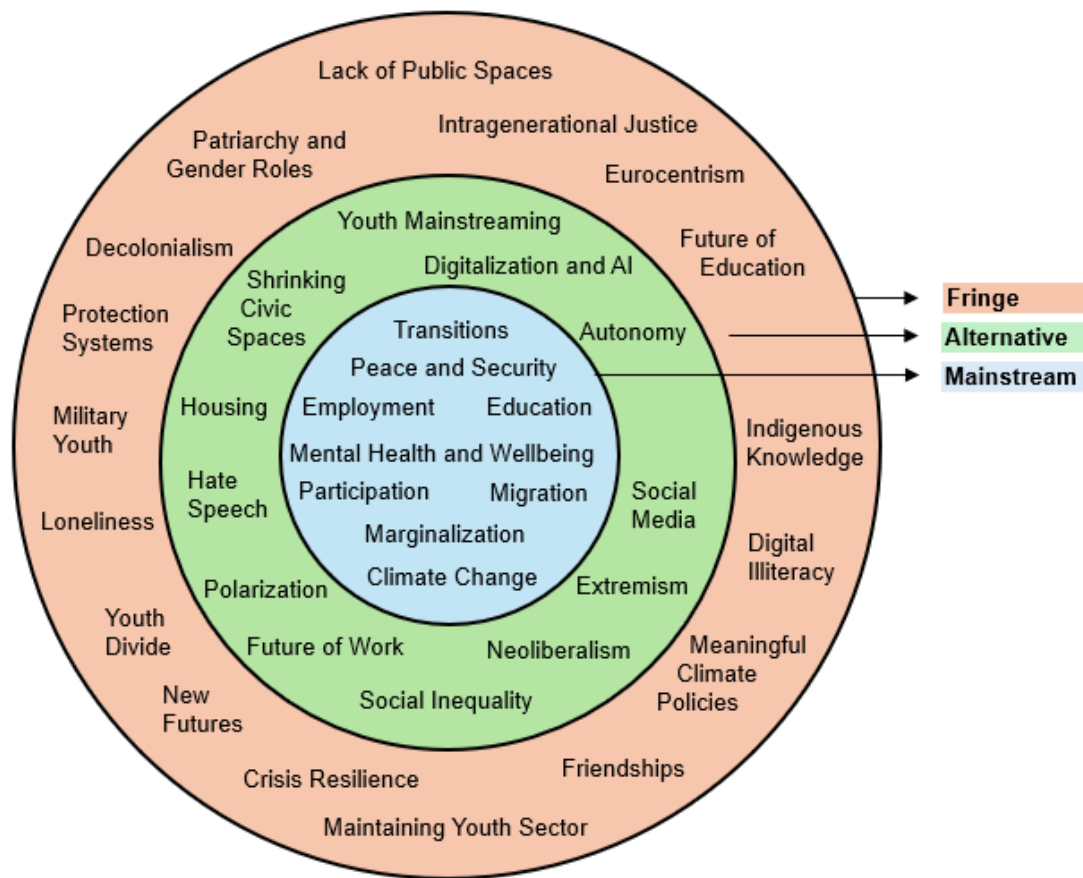 Lack of Public Spaces
Intragenerational Justice
Patriarchy and
Gender Roles
Eurocentrism
Youth Mainstreaming
Decolonialism
Future of
Education
Digitalization and AI
Shrinking
Civic
Spaces
Fringe
Protection
Systems
Transitions
Autonomy
Alternative
Peace and Security
Mainstream
Housing
Employment
Education
Military
Youth
Indigenous
Knowledge
Mental Health and Wellbeing
Hate
Speech
Participation
Migration
Social
Media
Loneliness
Marginalization
Digital
Illiteracy
Climate Change
Polarization
Extremism
Youth
Divide
Future of Work
Neoliberalism
Meaningful
Climate
Policies
New
Futures
Social Inequality
Crisis Resilience
Friendships
Maintaining Youth Sector